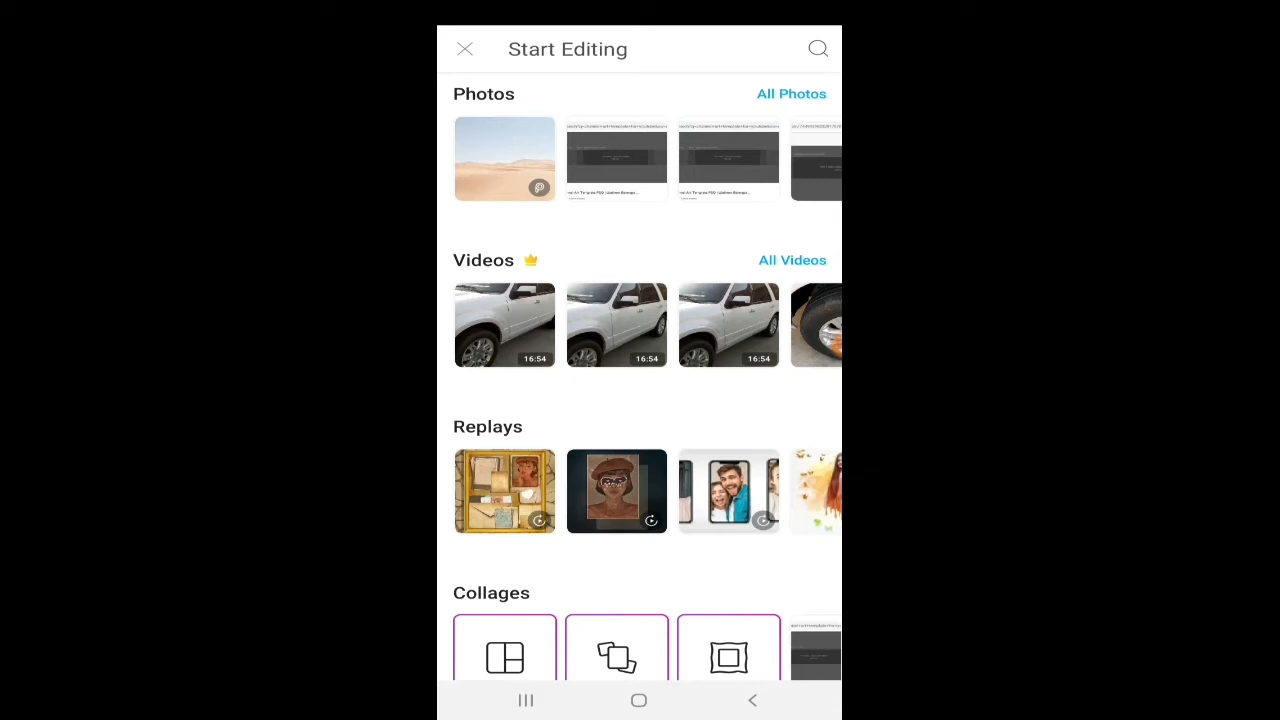 Start Editing
Photos
All Photos
Videos
All Videos
16:54
16:54
16:54
Replays
Collages